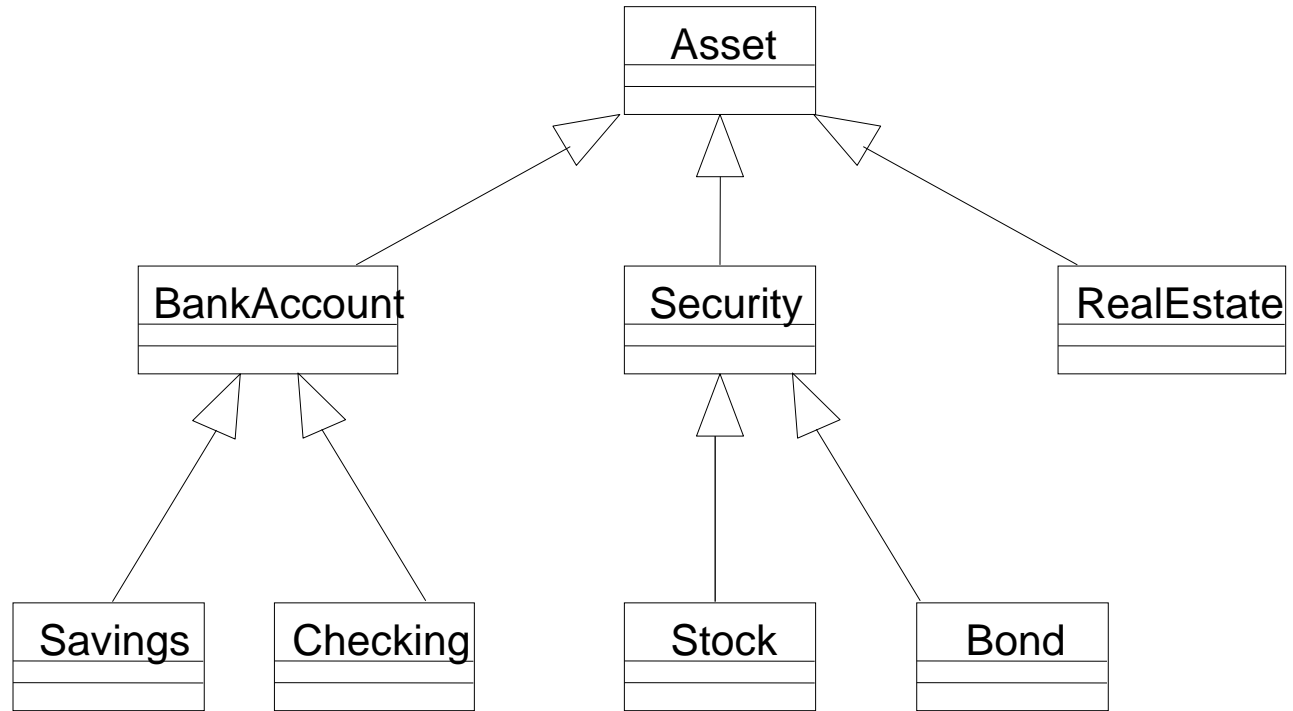 Asset
BankAccount
Security
RealEstate
Savings
Checking
Stock
Bond